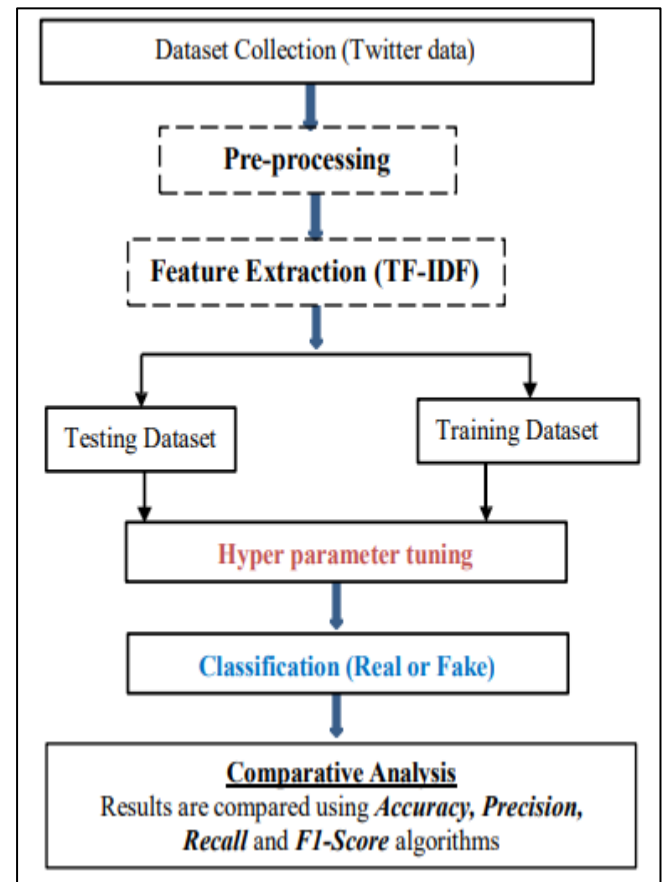 Dataset Collection (Twitter data)
Pre-processing
Feature Extraction (TF-IDF)
Testing Dataset
Training Dataset
Hyper parameter tuning
Classification (Real or Fake)
Comparative Analysis
Results are compared using Accuracy, Precision,
Recall and F1-Score algorithms